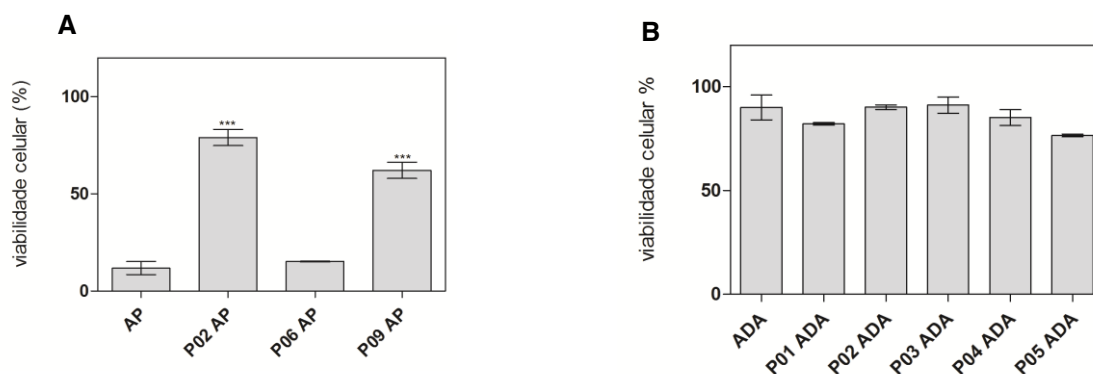 A
viabilidade celular (%)
100
50
0
***
***
AP
P02 AP
P06 AP
P09 AP
B
viabilidade celular %
100
50
0
ADA
P01 ADA
P02 ADA
P03 ADA
P04 ADA
P05 ADA